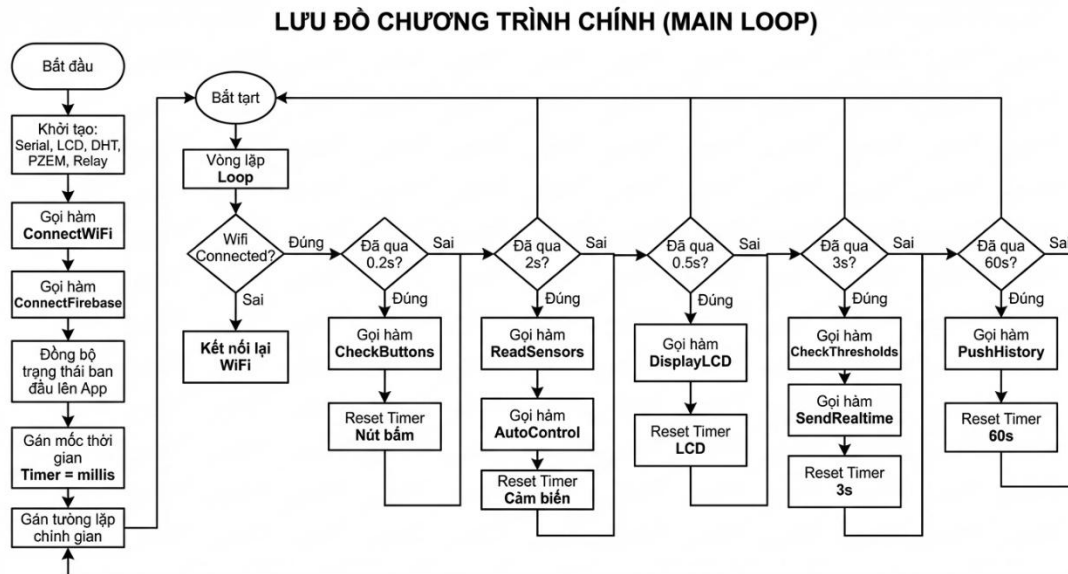 LƯU ĐỒ CHƯƠNG TRÌNH CHÍNH (MAIN LOOP)
Bắt đầu
Khởi tạo:
Serial, LCD, DHT,
PZEM, Relay
Gọi hàm
ConnectWiFi
Gọi hàm
ConnectFirebase
Đồng bộ
trạng thái ban
đầu lên App
Gán mốc thời
gian
Timer = millis
Gán tường lặp
chính gian
Bắt tạrt
Vòng lặp
Loop
Wifi
Connected?
Đúng
Sai
Kết nối lại
WiFi
Đã qua
0.2s?
Sai
Đúng
Gọi hàm
CheckButtons
Reset Timer
Nút bấm
Đã qua
2s?
Sai
Đúng
Gọi hàm
ReadSensors
Gọi hàm
AutoControl
Reset Timer
Cảm biến
Đã qua
0.5s?
Sai
Đúng
Gọi hàm
DisplayLCD
Reset Timer
LCD
Đã qua
3s?
Sai
Đúng
Gọi hàm
CheckThresholds
Gọi hàm
SendRealtime
Reset Timer
3s
Đã qua
60s?
Sai
Đúng
Gọi hàm
PushHistory
Reset Timer
60s